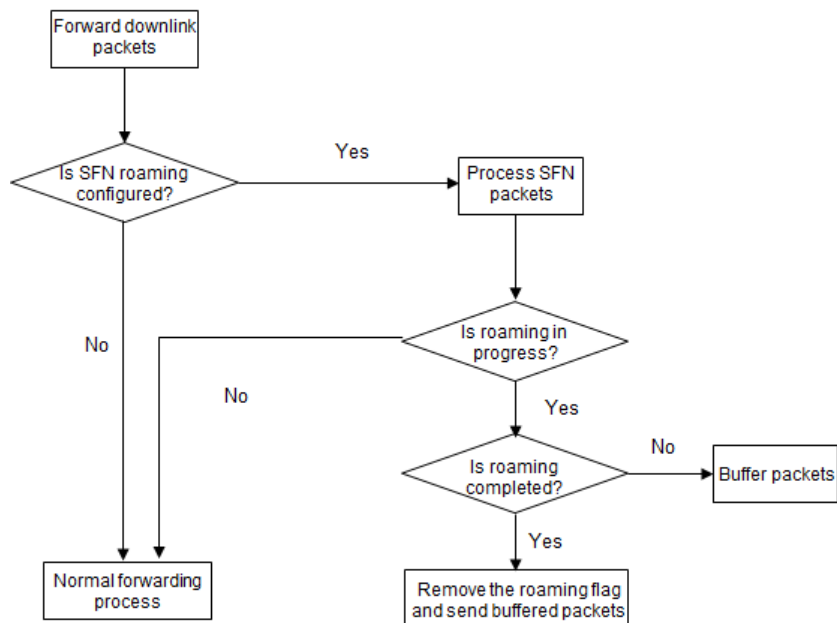 Forward downlink
packets
Is SFN roaming
configured?
Yes
Process SFN
packets
No
Is roaming in
progress?
No
Yes
Is roaming
completed?
No
Buffer packets
Yes
Normal forwarding
process
Remove the roaming flag
and send buffered packets